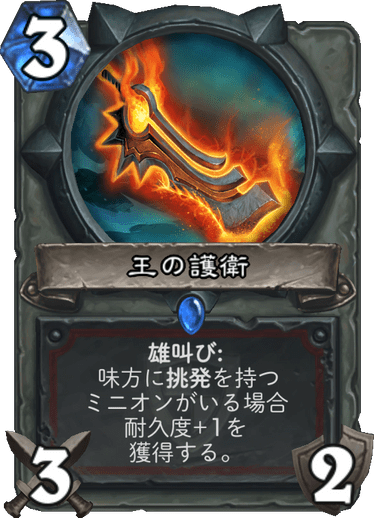 3
王の護衛
雄叫び:
味方に挑発を持つ
ミニオンがいる場合
耐久度+1を
獲得する。
3
2